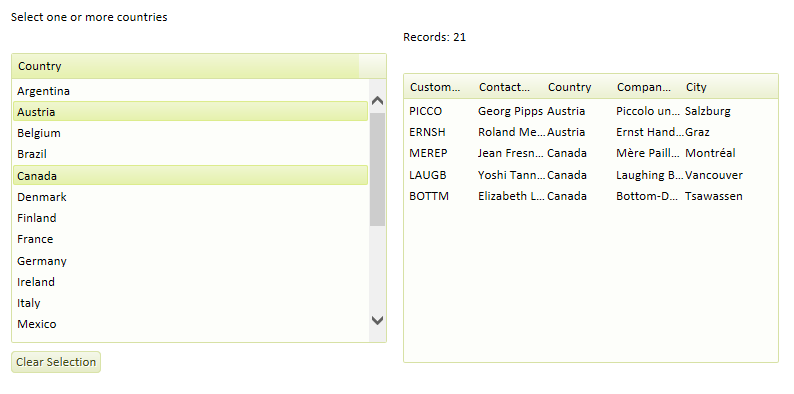 Select one or more countries
Records: 21
Country
Argentina
Austria
Belgium
Brazil
Canada
Denmark
Finland
France
Germany
Ireland
Italy
Mexico
Clear Selection
Custom... Contact... Country Compan... City
PICCO Georg Pipps Austria Piccolo un... Salzburg
ERNSH Roland Me... Austria Ernst Hand... Graz
MEREP Jean Fresn... Canada Mère Paill... Montréal
LAUGB Yoshi Tann... Canada Laughing B... Vancouver
BOTTM Elizabeth L... Canada Bottom-D... Tsawassen